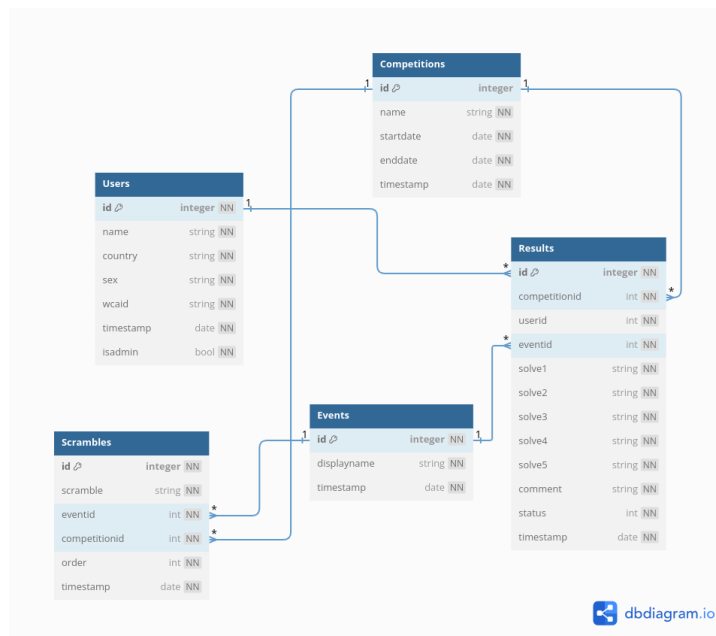 Competitions
1 id integer 1
name string NN
startdate date NN
enddate date NN
timestamp date NN
Users
id integer NN 1
name string NN
country string NN
sex string NN
wcaid string NN
timestamp date NN
isadmin bool NN
Results
* id integer NN
competitionid int NN *
userid int NN
* eventid int NN
solve1 string NN
solve2 string NN
solve3 string NN
solve4 string NN
solve5 string NN
comment string NN
status int NN
timestamp date NN
Events
1 id integer NN 1
displayname string NN
timestamp date NN
Scrambles
id integer NN
scramble string NN
eventid int NN *
competitionid int NN *
order int NN
timestamp date NN
dbdiagram.io